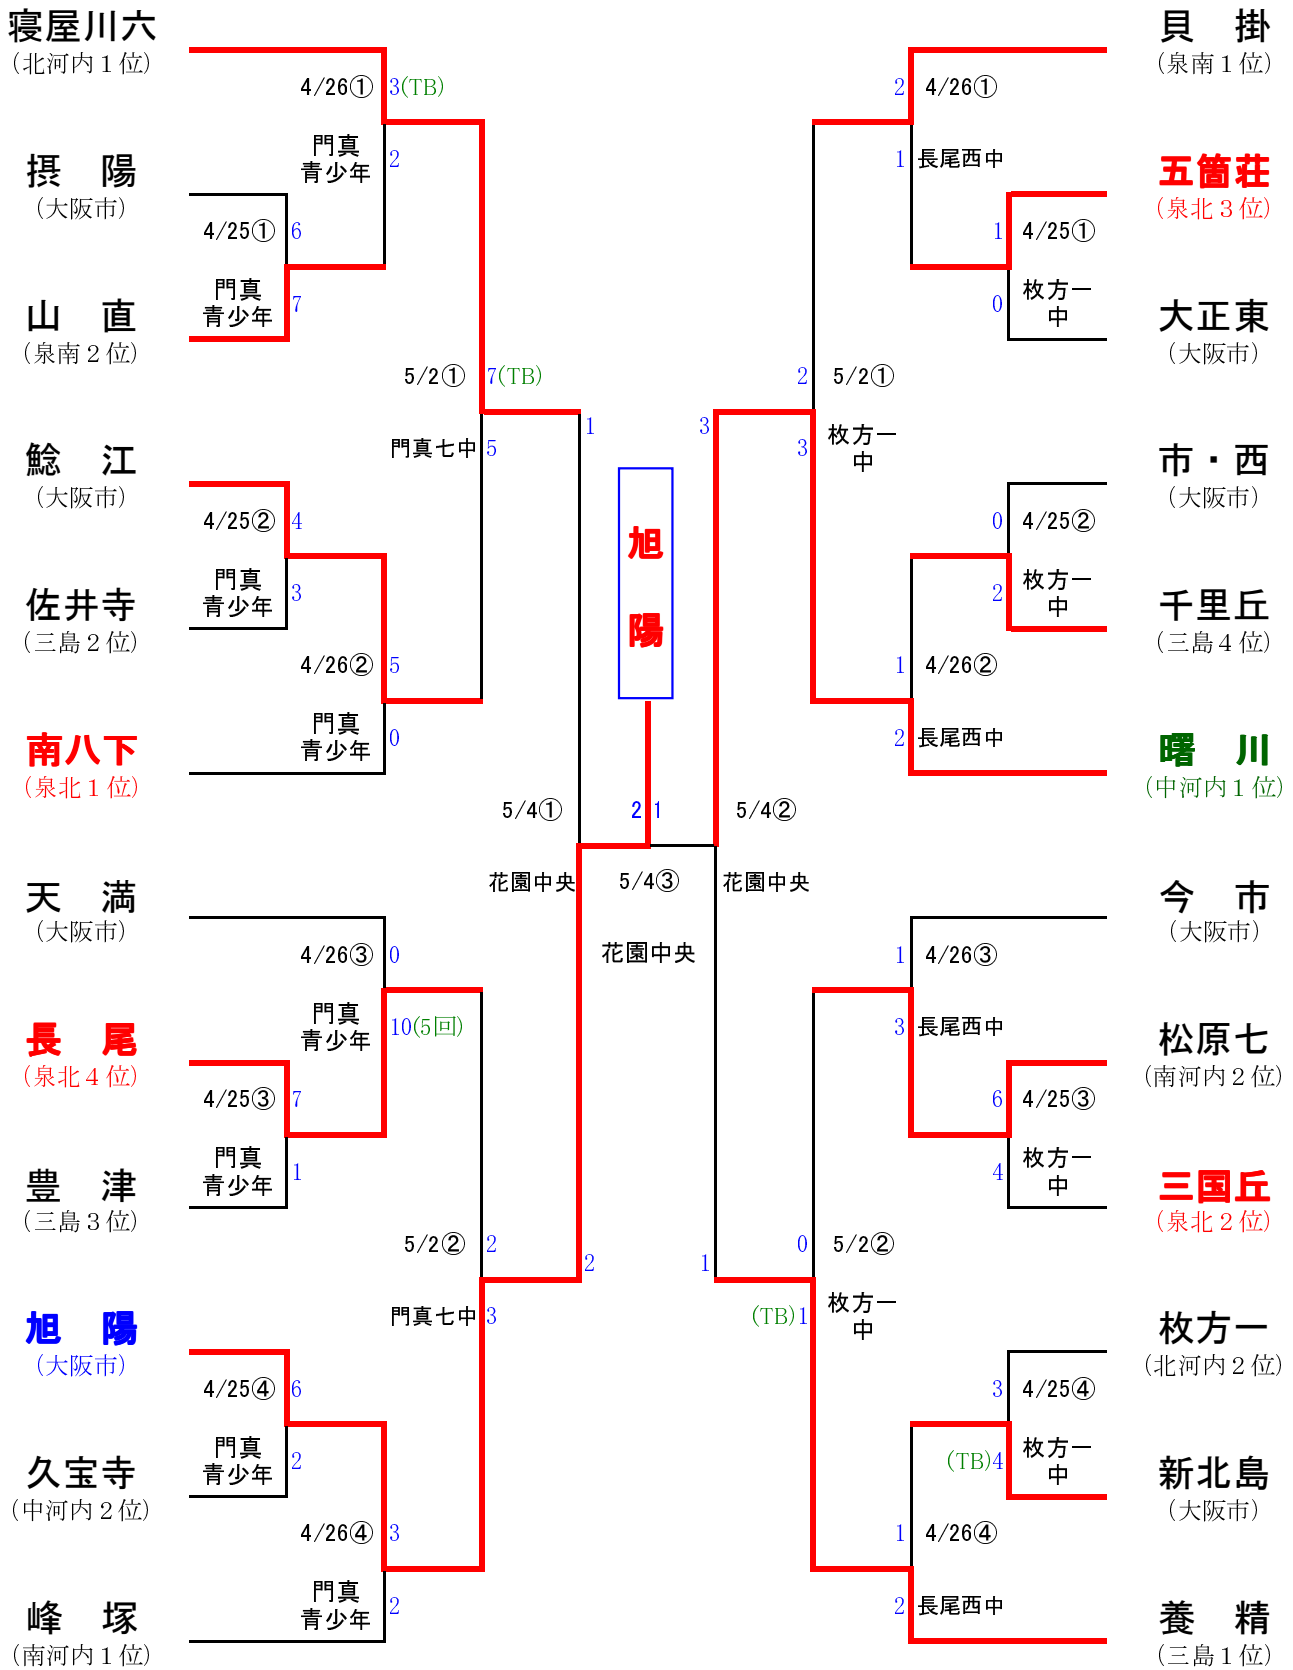 寝屋川六
(北河内１位)
4/26①
3(TB)
門真
青少年
2
摂　陽
(大阪市)
4/25①
6
門真
青少年
7
山　直
(泉南２位)
5/2①
7(TB)
門真七中
5
1
鯰　江
(大阪市)
4/25②
4
門真
青少年
3
佐井寺
(三島２位)
4/26②
5
門真
青少年
0
南八下
(泉北１位)
5/4①
花園中央
天　満
(大阪市)
4/26③
0
門真
青少年
10(5回)
長　尾
(泉北４位)
4/25③
7
門真
青少年
1
豊　津
(三島３位)
5/2②
2
門真七中
3
2
旭　陽
(大阪市)
4/25④
6
門真
青少年
2
久宝寺
(中河内２位)
4/26④
3
門真
青少年
2
峰　塚
(南河内１位)
旭
陽
2
1
5/4③
花園中央
貝　掛
(泉南１位)
2
4/26①
1
長尾西中
五箇荘
(泉北３位)
1
4/25①
0
枚方一
中
大正東
(大阪市)
2
5/2①
3
3
枚方一
中
市・西
(大阪市)
0
4/25②
2
枚方一
中
千里丘
(三島４位)
1
4/26②
2
長尾西中
曙　川
(中河内１位)
5/4②
花園中央
今　市
(大阪市)
1
4/26③
3
長尾西中
松原七
(南河内２位)
6
4/25③
4
枚方一
中
三国丘
(泉北２位)
0
5/2②
1
(TB)1
枚方一
中
枚方一
(北河内２位)
3
4/25④
(TB)4
枚方一
中
新北島
(大阪市)
1
4/26④
2
長尾西中
養　精
(三島１位)